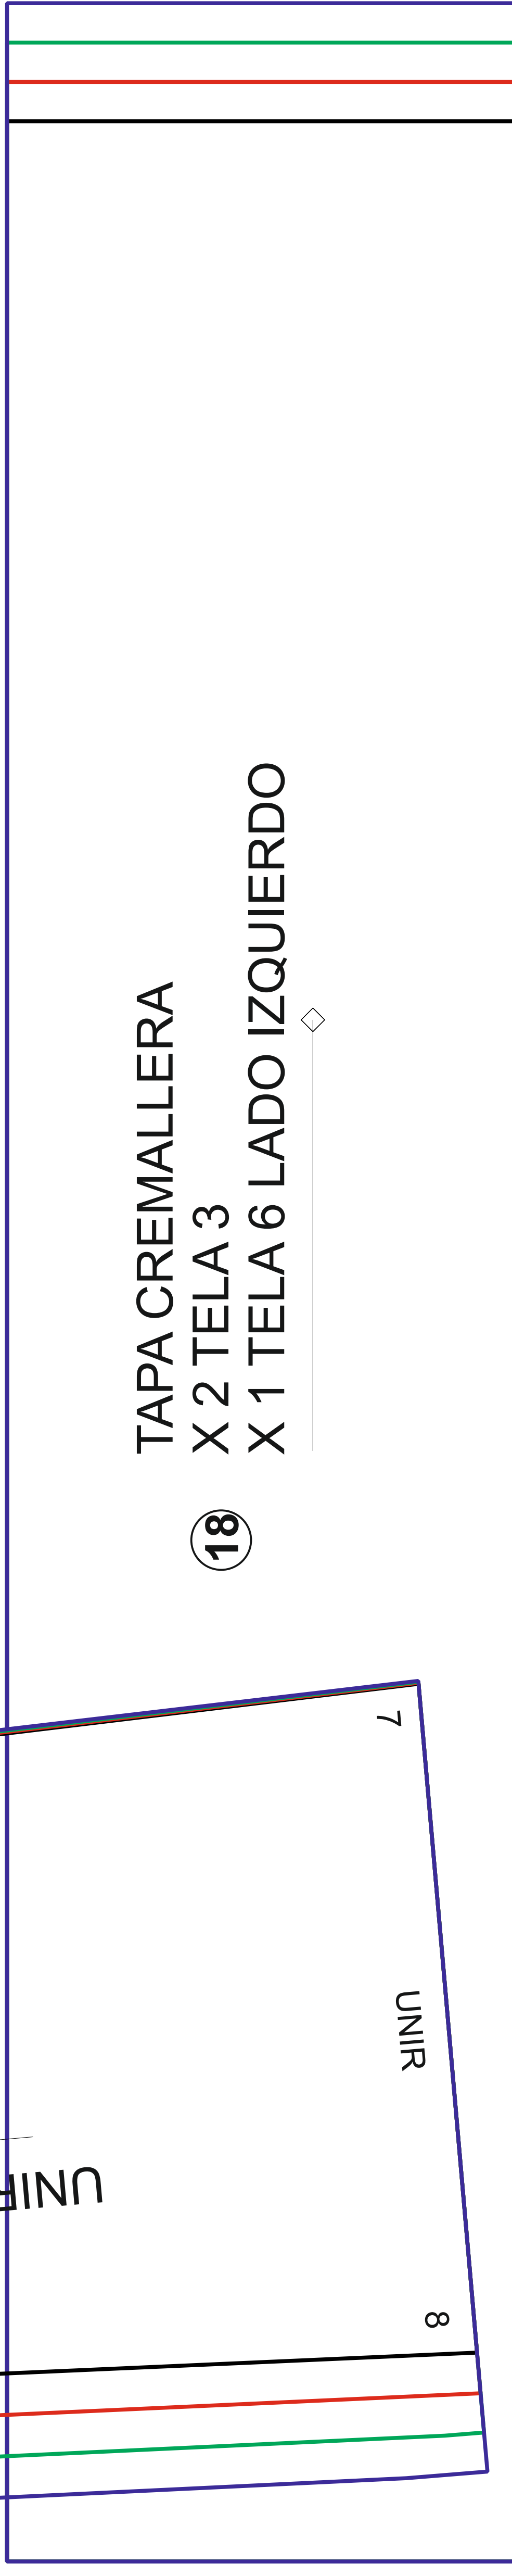 TAPA CREMALLERA
X 2 TELA 3
X 1 TELA 6 LADO IZQUIERDO
18
7
UNIR
UNIR
8